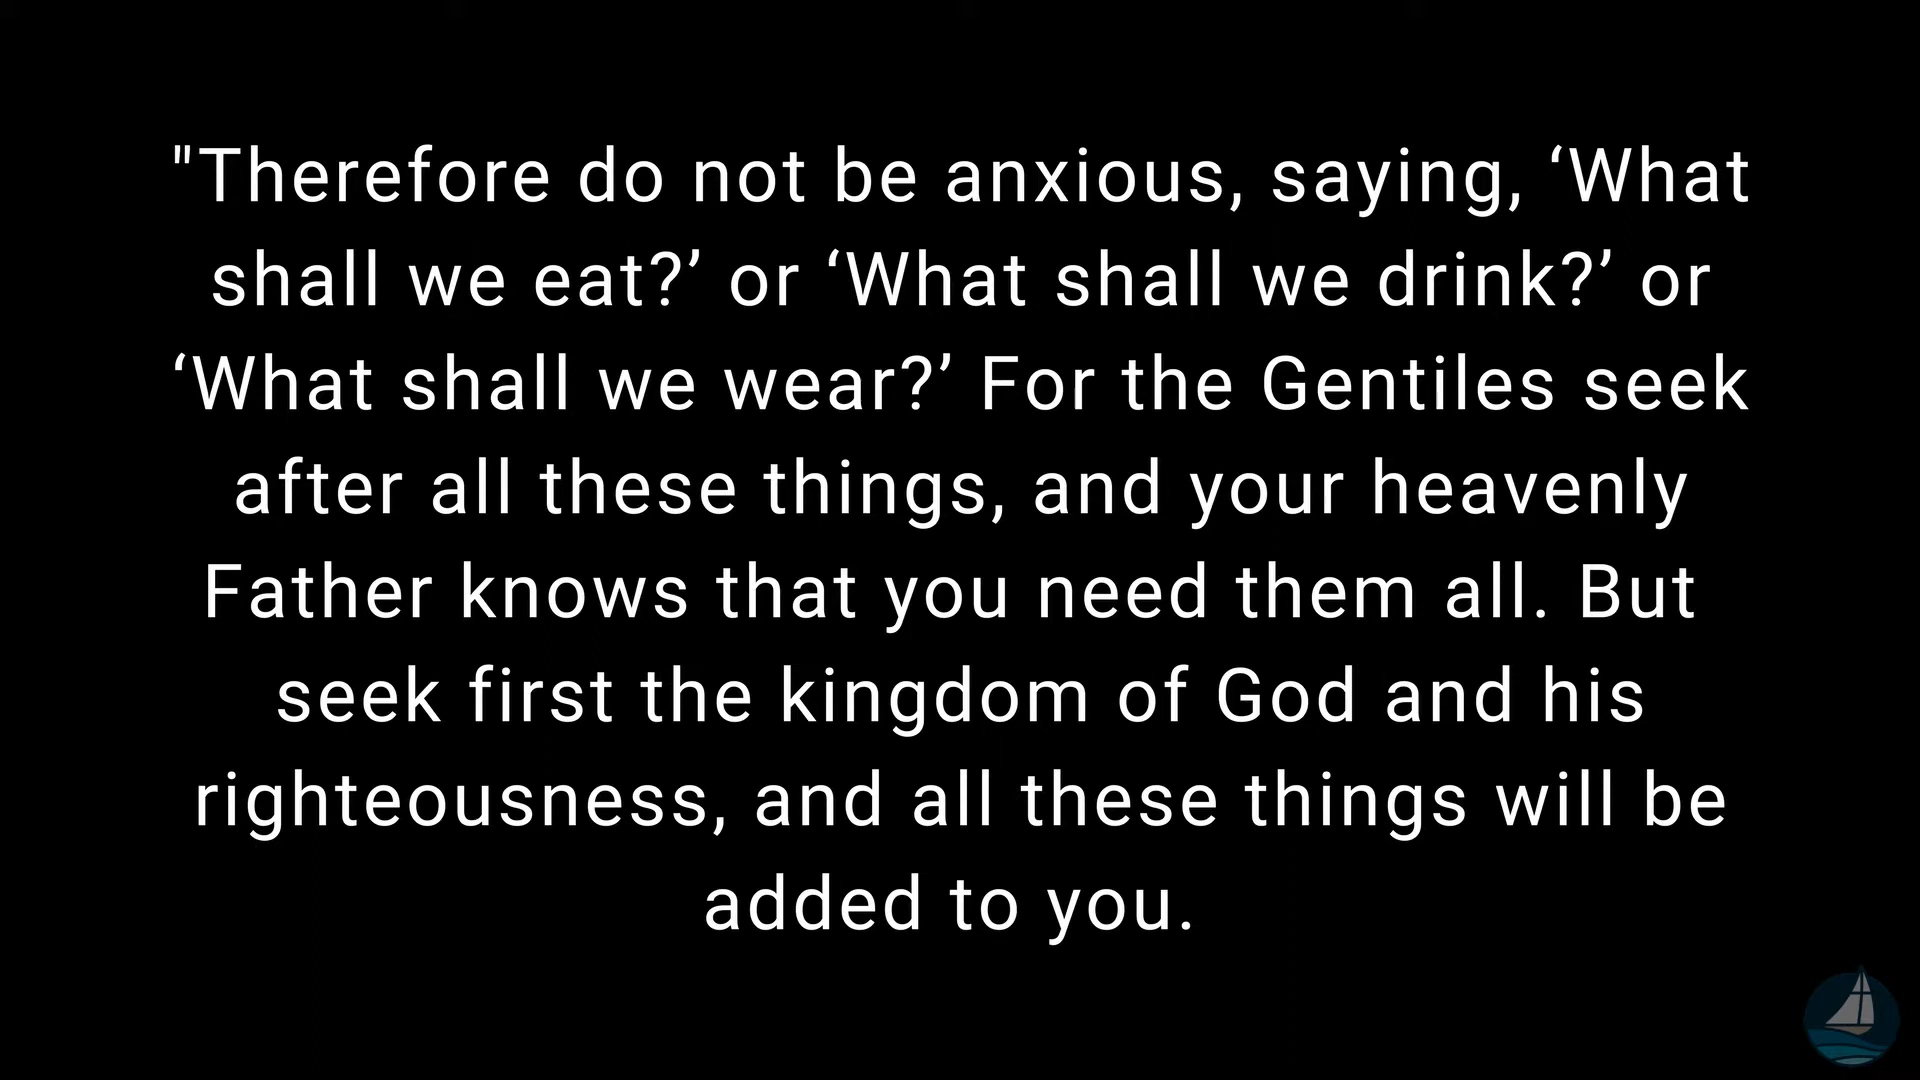 "Therefore do not be anxious, saying, ‘What
shall we eat?’ or ‘What shall we drink?’ or
‘What shall we wear?’ For the Gentiles seek
after all these things, and your heavenly
Father knows that you need them all. But
seek first the kingdom of God and his
righteousness, and all these things will be
added to you.